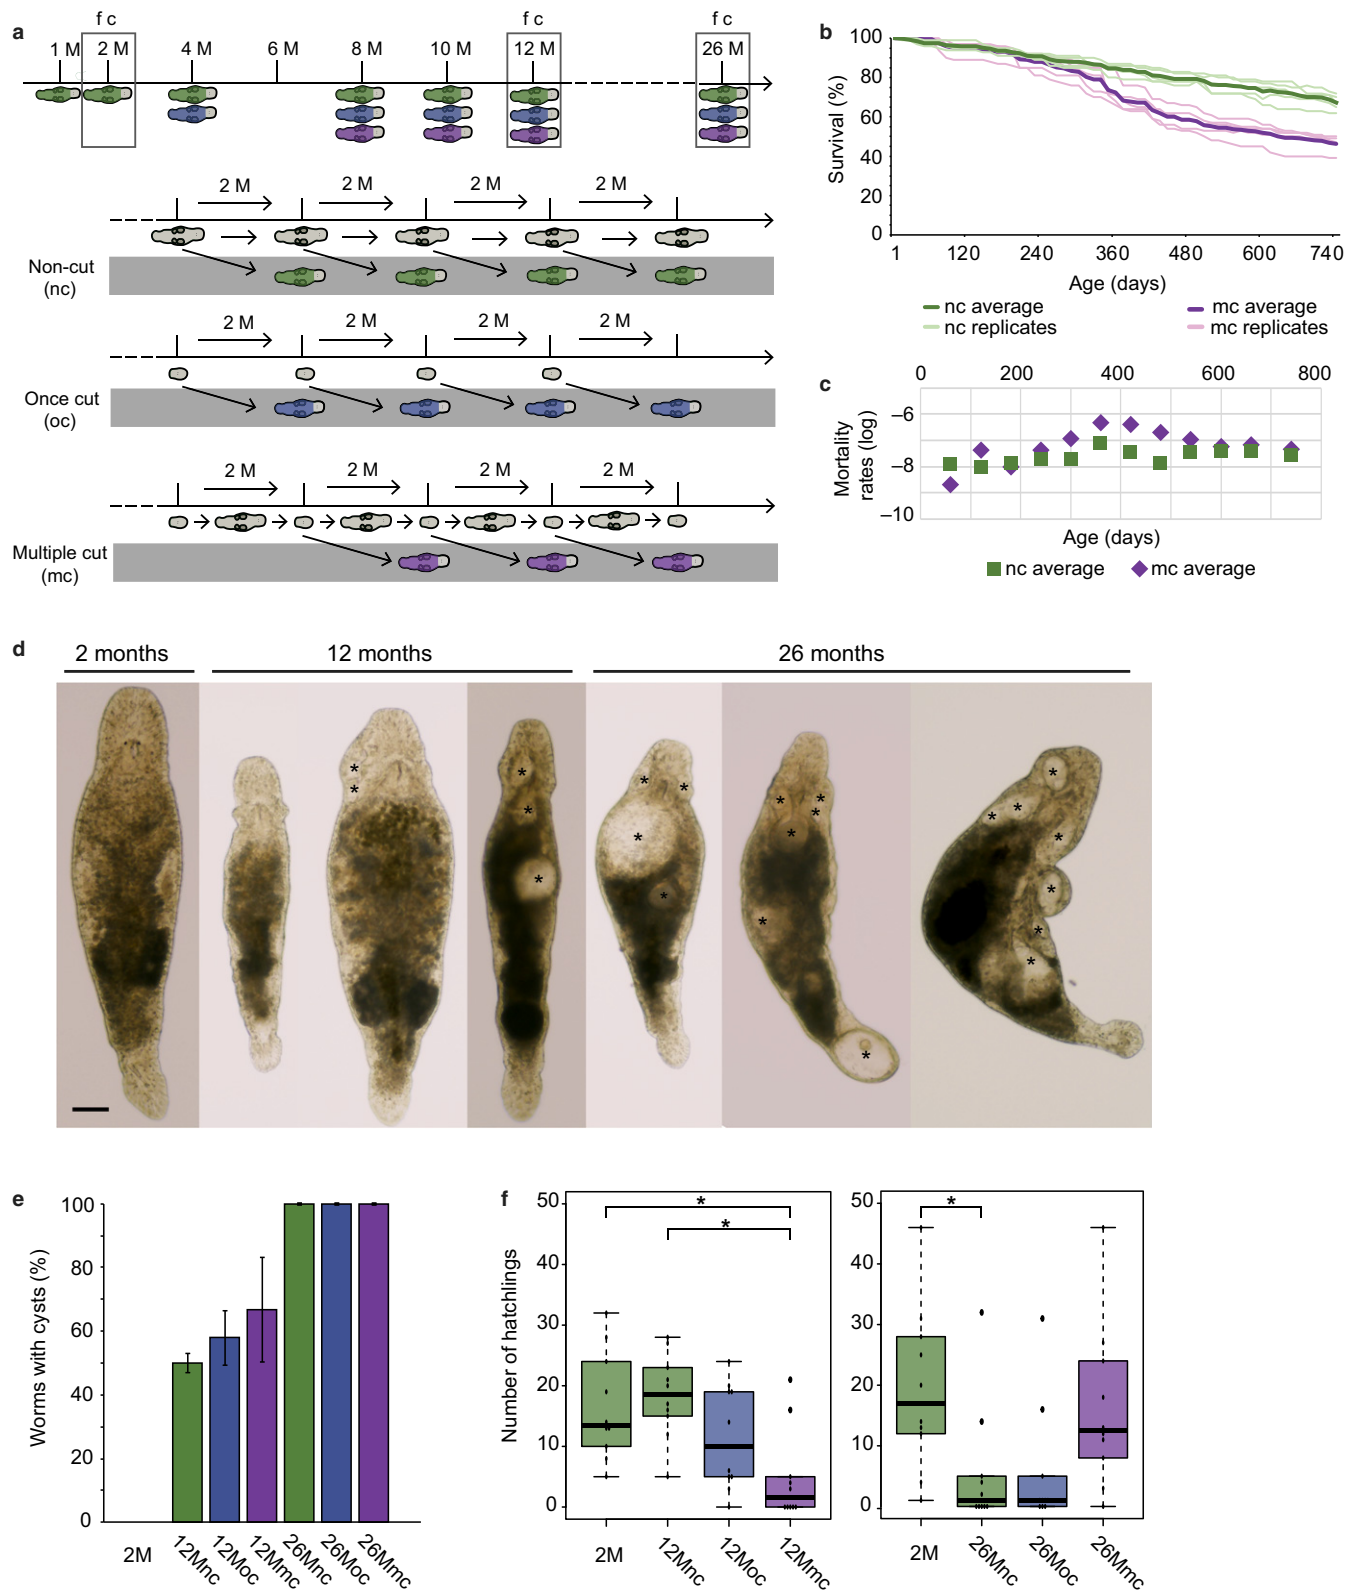 a
f c
f c
f c
1 M
2 M
4 M
6 M
8 M
10 M
12 M
26 M
2 M
2 M
2 M
2 M
Non-cut
(nc)
2 M
2 M
2 M
2 M
Once cut
(oc)
2 M
2 M
2 M
2 M
Multiple cut
(mc)
b
100
80
60
40
20
0
Survival (%)
1 120 240 360 480 600 740
Age (days)
nc average
nc replicates
mc average
mc replicates
c
0 200 400 600 800
–6
–8
–10
Mortality
rates (log)
Age (days)
nc average
mc average
d
2 months
12 months
26 months
* * * * * * * * * * * * * * * * * * * * *
e
100
80
60
40
20
0
Worms with cysts (%)
2M
12Mnc
12Moc
12Mmc
26Mnc
26Moc
26Mmc
f
50
40
30
20
10
0
Number of hatchlings
*
*
2M
12Mnc
12Moc
12Mmc
50
40
30
20
10
0
*
2M
26Mnc
26Moc
26Mmc